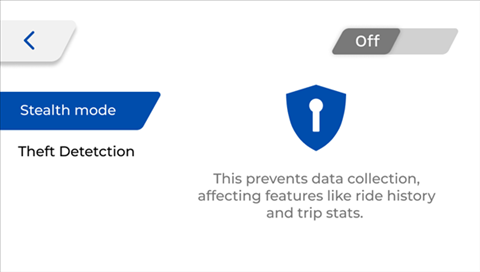 Off
Stealth mode
Theft Detetction
This prevents data collection,
affecting features like ride history
and trip stats.